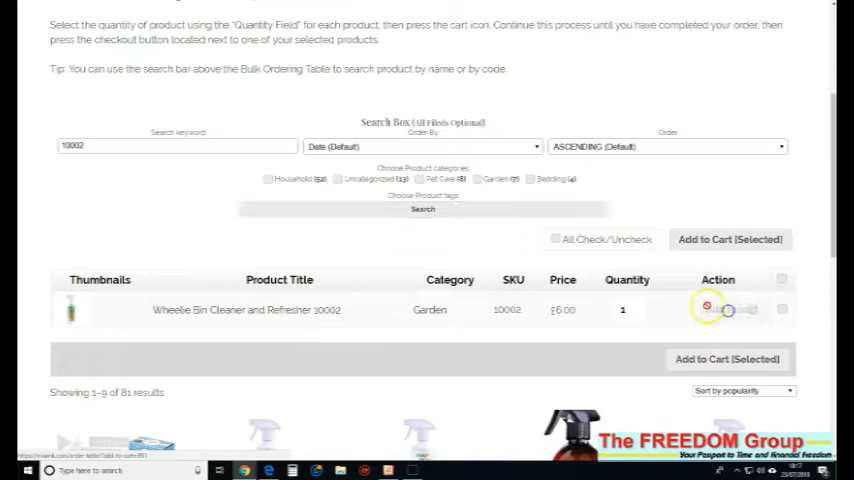 Select the quantity of product using the "Quantity Field" for each product, then press the cart icon. Continue this process until you have completed your order, then
press the checkout button located next to one of your selected products.
Tip: You can use the search bar above the Bulk Ordering Table to search product by name or by code.
Search Box (All Fileds Optional)
Search keyword: Order By: Order
10002 Date (Default) ASCENDING (Default)
Choose Product categories
Household (52) Uncategorized (13) Pet Care (8) Garden (7) Bedding (4)
Choose Product tags:
Search
All Check/Uncheck Add to Cart [Selected]
Thumbnails Product Title Category SKU Price Quantity Action
Wheelie Bin Cleaner and Refresher 10002 Garden 10002 £6.00 1
Add to Cart [Selected]
Showing 1–9 of 81 results Sort by popularity
The FREEDOM Group
Your Passport to Time and Financial Freedom
Type here to search
18:17
23/07/2018